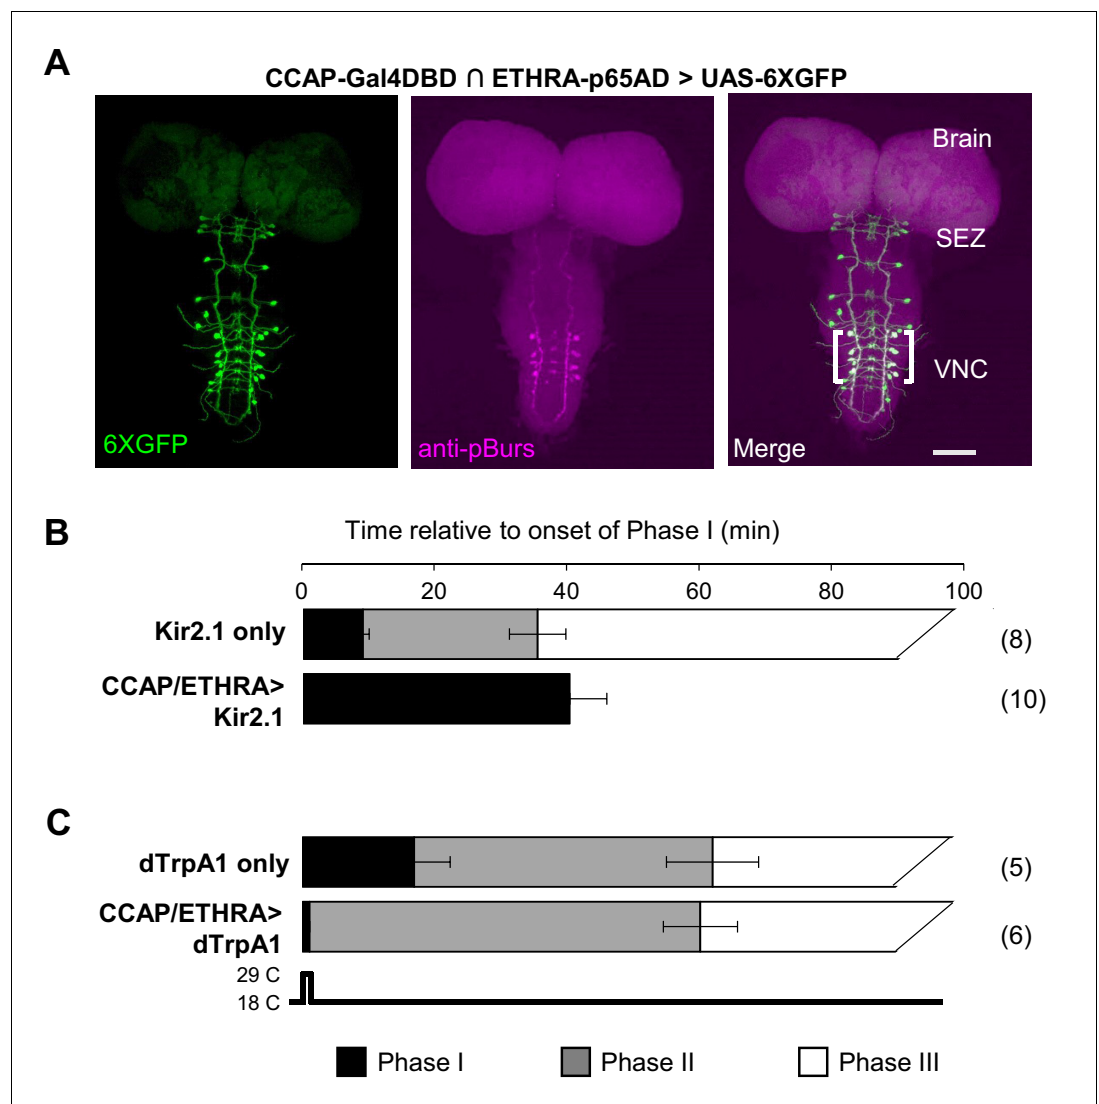 A
CCAP-Gal4DBD ∩ ETHRA-p65AD > UAS-6XGFP
Brain
SEZ
VNC
6XGFP
anti-pBurs
Merge
B
Time relative to onset of Phase I (min)
0 20 40 60 80 100
Kir2.1 only
(8)
CCAP/ETHRA>
Kir2.1
(10)
C
dTrpA1 only
(5)
CCAP/ETHRA>
dTrpA1
(6)
29 C
18 C
Phase I Phase II Phase III